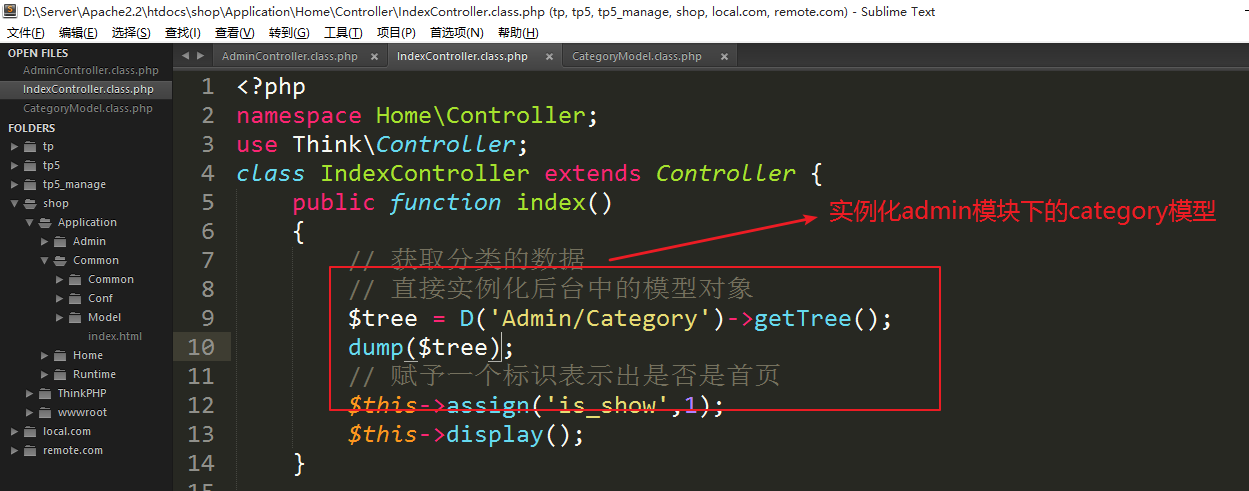 D:\Server\Apache2.2\htdocs\shop\Application\Home\Controller\IndexController.class.php (tp, tp5, tp5_manage, shop, local.com, remote.com) - Sublime Text
文件(F) 编辑(E) 选择(S) 查找(I) 查看(V) 转到(G) 工具(T) 项目(P) 首选项(N) 帮助(H)
OPEN FILES
AdminController.class.php
IndexController.class.php
CategoryModel.class.php
FOLDERS
tp
tp5
tp5_manage
shop
Application
Admin
Common
Common
Conf
Model
index.html
Home
Runtime
ThinkPHP
wwwroot
local.com
remote.com
AdminController.class.php × IndexController.class.php × CategoryModel.class.php ×
1 <?php
2 namespace Home\Controller;
3 use Think\Controller;
4 class IndexController extends Controller {
5 public function index()
实例化admin模块下的category模型
6 {
7 // 获取分类的数据
8 // 直接实例化后台中的模型对象
9 $tree = D('Admin/Category')->getTree();
10 dump($tree);
11 // 赋予一个标识表示出是否是首页
12 $this->assign('is_show',1);
13 $this->display();
14 }
15